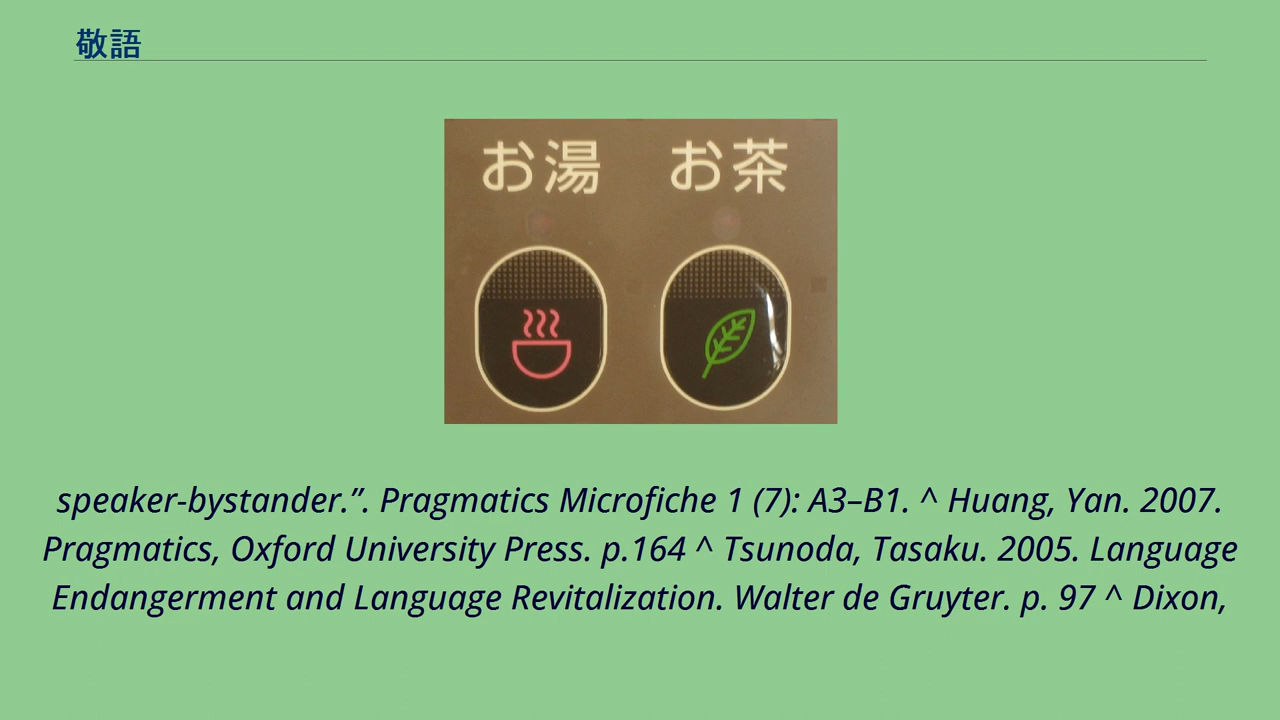 敬語
お湯 お茶
speaker-bystander.”. Pragmatics Microfiche 1 (7): A3–B1. ^ Huang, Yan. 2007.
Pragmatics, Oxford University Press. p.164 ^ Tsunoda, Tasaku. 2005. Language
Endangerment and Language Revitalization. Walter de Gruyter. p. 97 ^ Dixon,